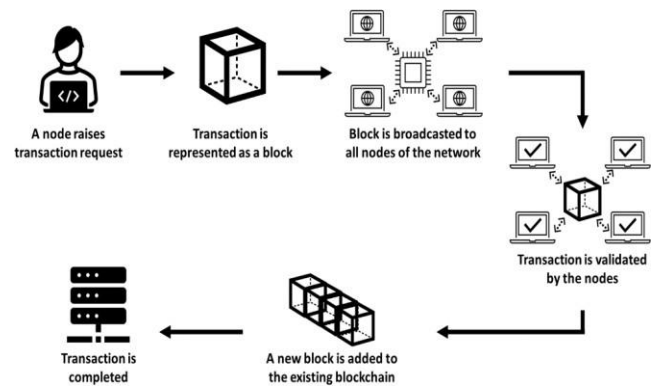 </>
A node raises
transaction request
Transaction is
represented as a block
Block is broadcasted to
all nodes of the network
Transaction is validated
by the nodes
A new block is added to
the existing blockchain
Transaction is
completed